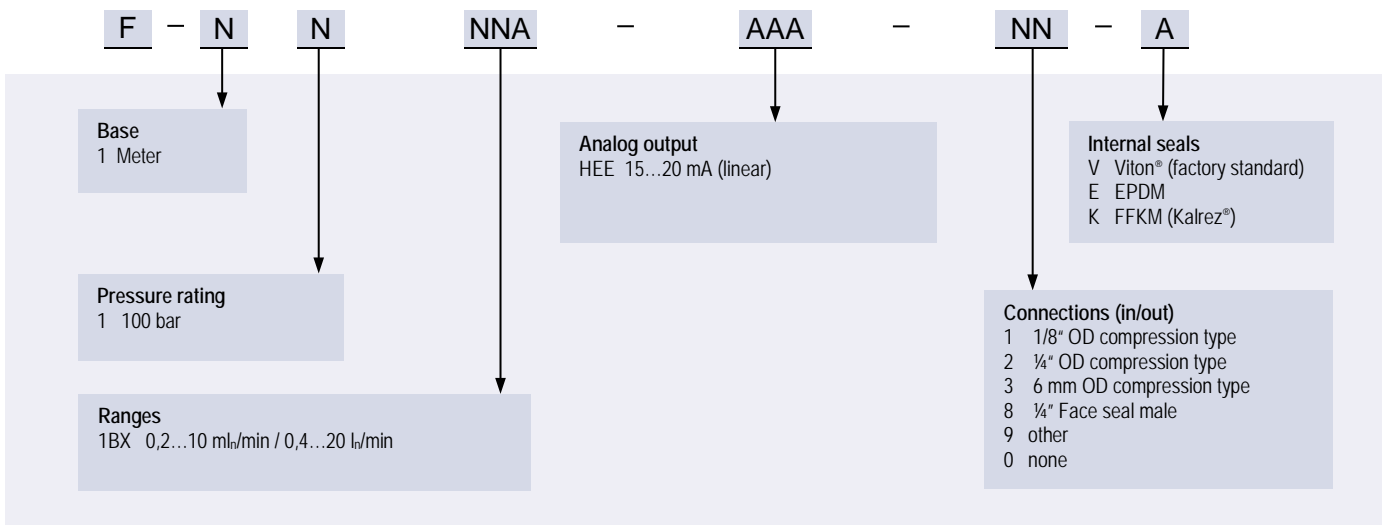 F – N N NNA – AAA – NN – A
Base
1 Meter
Pressure rating
1 100 bar
Ranges
1BX 0,2…10 mlₙ/min / 0,4…20 lₙ/min
Analog output
HEE 15…20 mA (linear)
Internal seals
V Viton® (factory standard)
E EPDM
K FFKM (Kalrez®)
Connections (in/out)
1 1/8“ OD compression type
2 ¼“ OD compression type
3 6 mm OD compression type
8 ¼” Face seal male
9 other
0 none